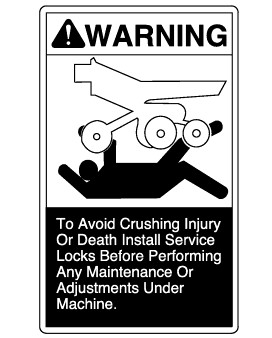 WARNING
To Avoid Crushing Injury
Or Death Install Service
Locks Before Performing
Any Maintenance Or
Adjustments Under
Machine.